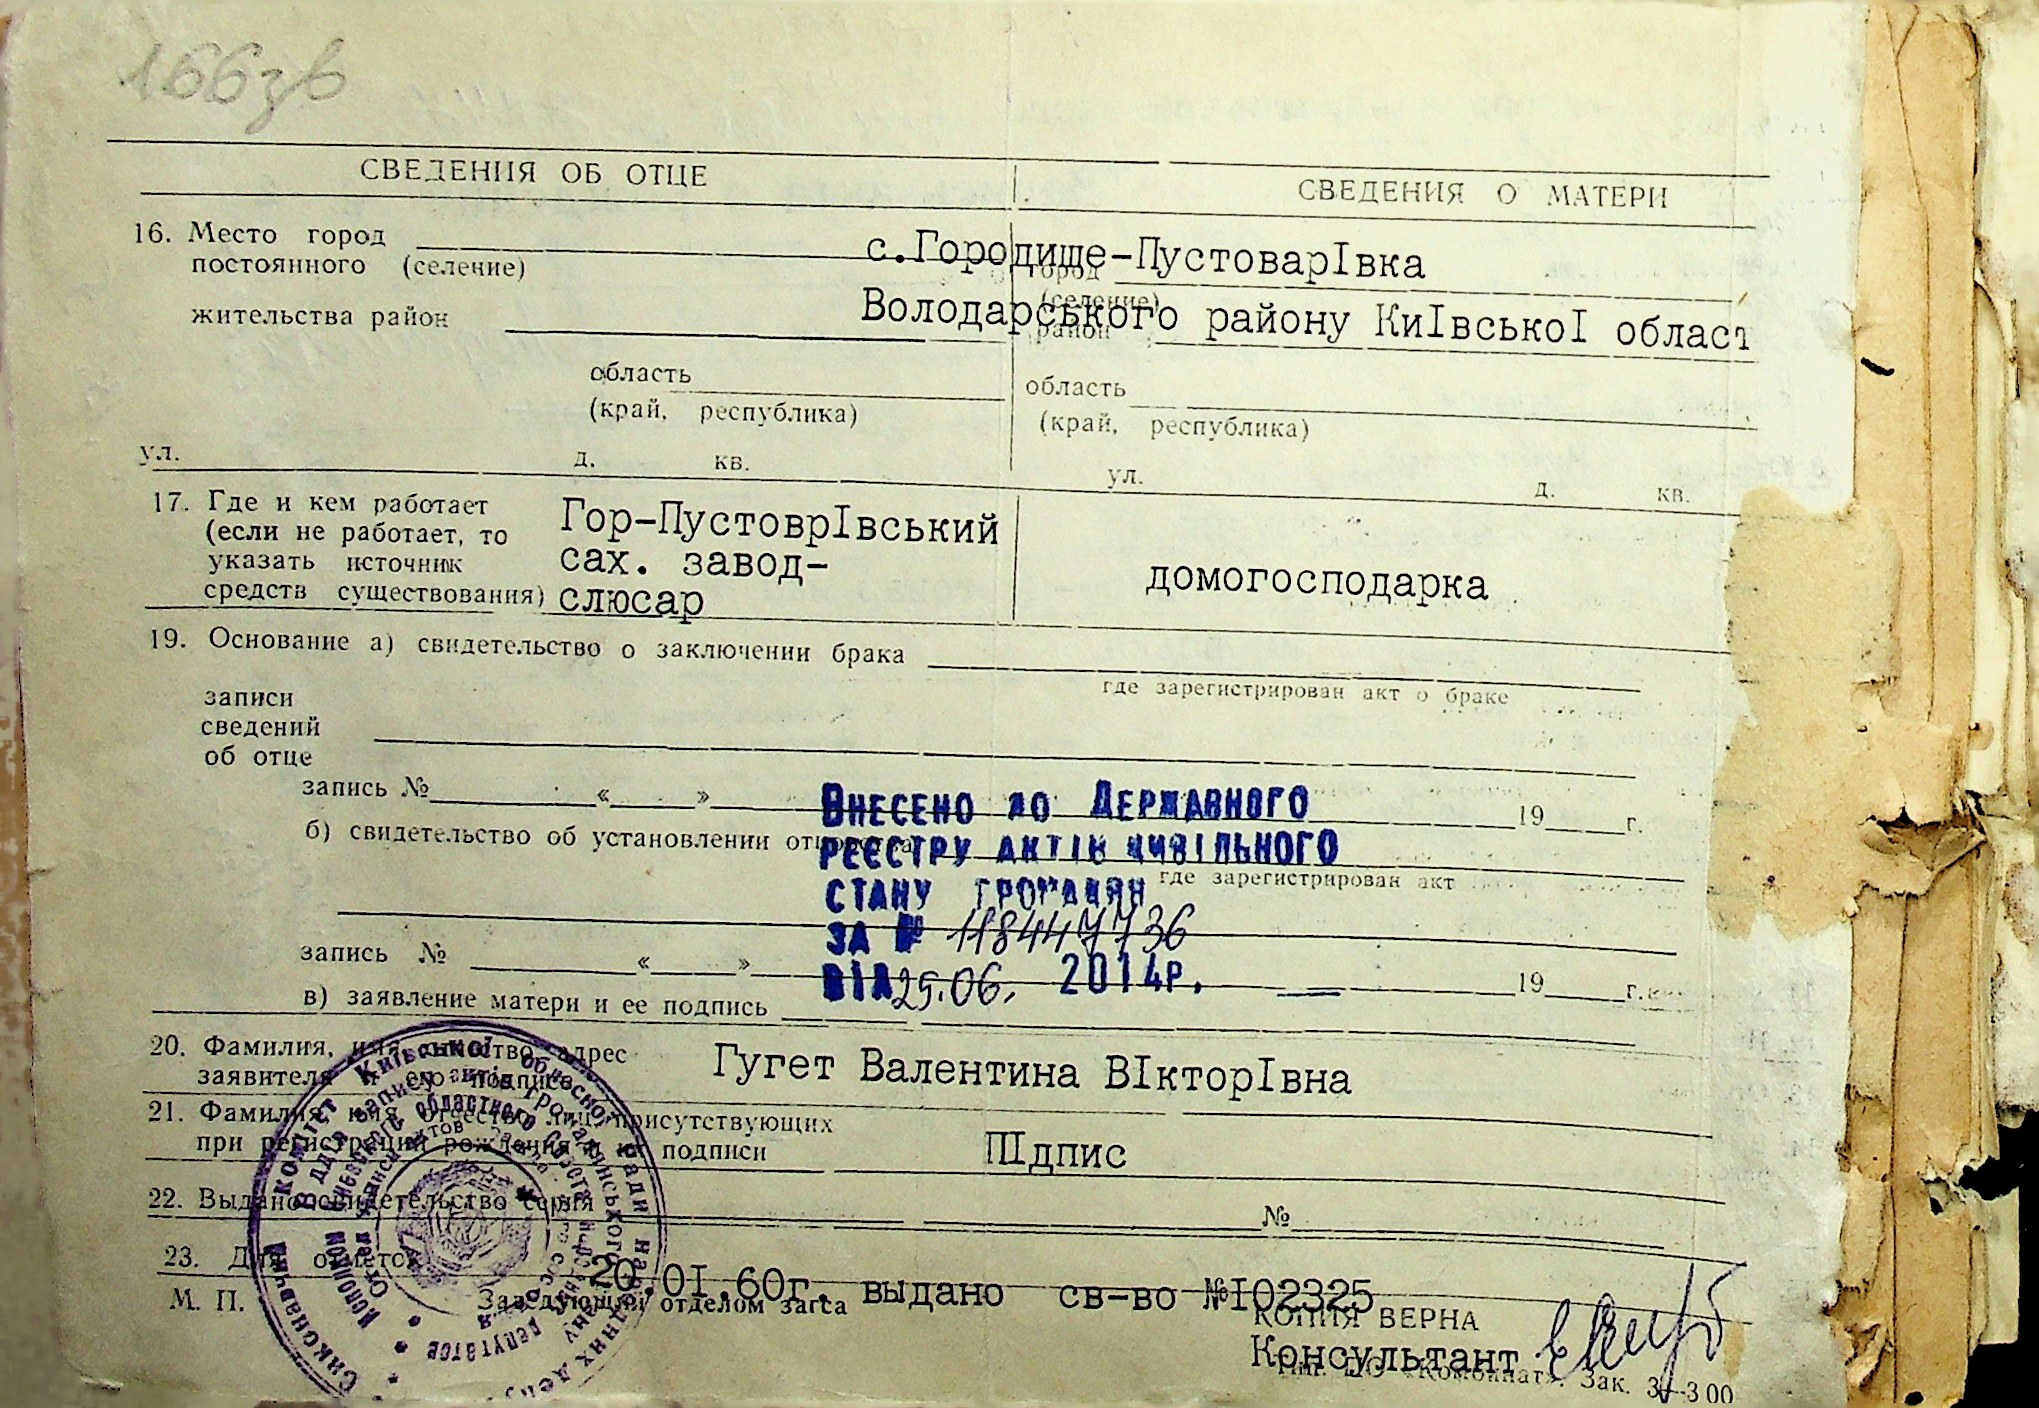 166зв
СВЕДЕНИЯ ОБ ОТЦЕ
СВЕДЕНИЯ О МАТЕРИ
16. Место город
постоянного (селение)
жительства район
с.Городище-ПустоварIвка
город
(селение)
Володарського району КиIвськоI област
район
область
(край, республика)
область
(край, республика)
ул. д. кв.
ул. д. кв.
17. Где и кем работает
(если не работает, то
указать источник
средств существования)
Гор-ПустоврIвський
сах. завод-
слюсар
домогосподарка
19. Основание а) свидетельство о заключении брака
где зарегистрирован акт о браке
записи
сведений
об отце
запись № « » 19 г.
б) свидетельство об установлении
где зарегистрирован акт
Внесено до Державного
реєстру актів цивільного
стану громадян
за № 118447736
від 25.06. 2014р.
запись № « » 19 г.
в) заявление матери и ее подпись
20. Фамилия, имя, отчество, адрес
заявителя и его подпись
Гугет Валентина ВIкторIвна
21. Фамилия, имя отчество лиц, присутствующих
при регистрации рождения и их подписи
ПIдпис
22. Выдано свидетельство серия №
23. Для отметок
20.0I.60г. выдано св-во №I02325
М. П.
Заведующий отделом загса
КОПИЯ ВЕРНА
Консультант
Зак. 3—300